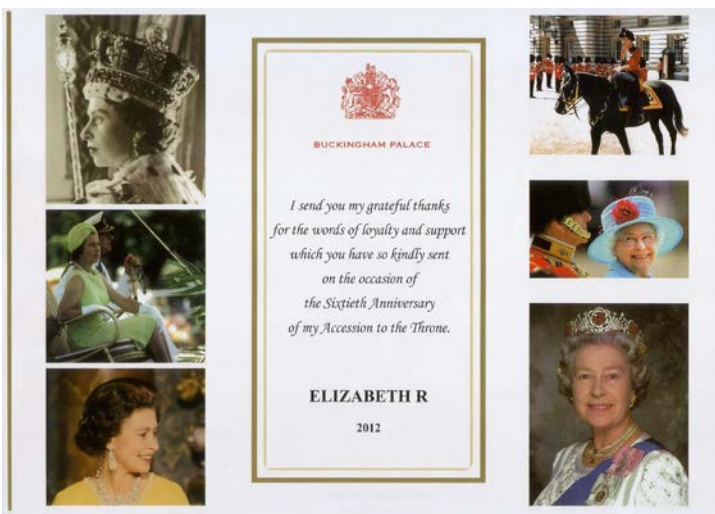 BUCKINGHAM PALACE
I send you my grateful thanks
for the words of loyalty and support
which you have so kindly sent
on the occasion of
the Sixtieth Anniversary
of my Accession to the Throne.
ELIZABETH R
2012